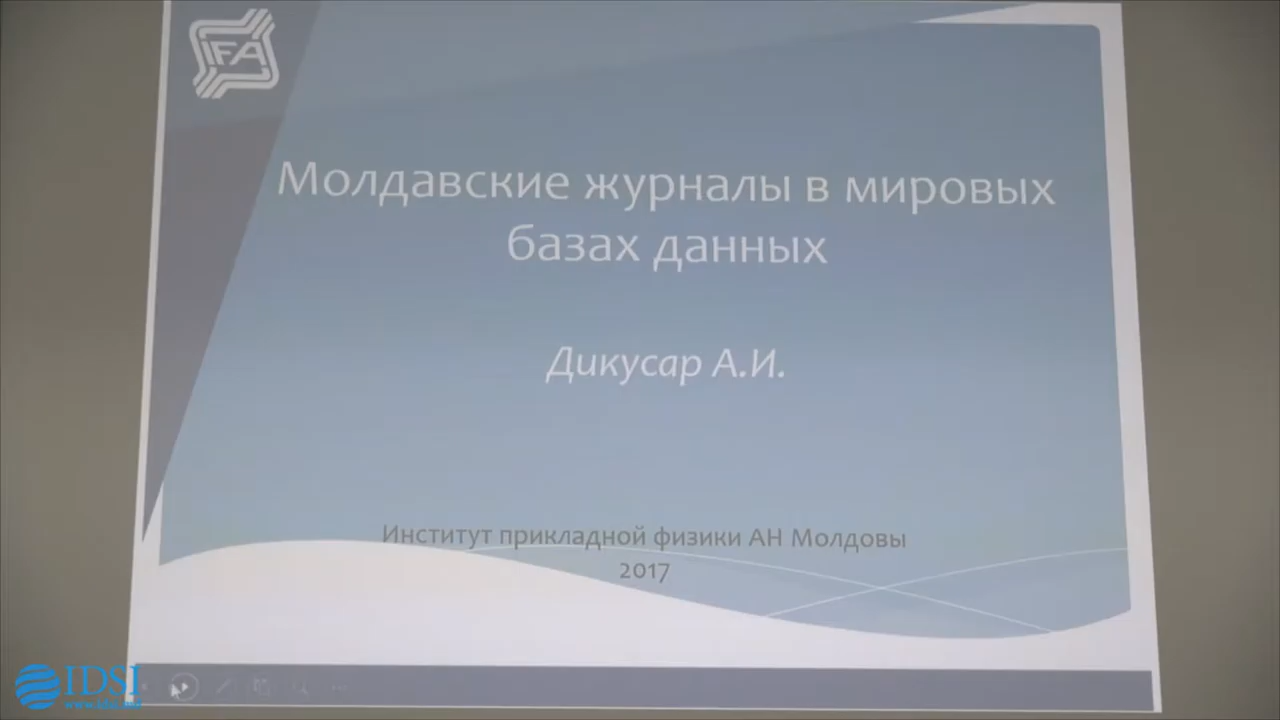 IFA
Молдавские журналы в мировых
базах данных
Дикусар А.И.
Институт прикладной физики АН Молдовы
2017
IDSI